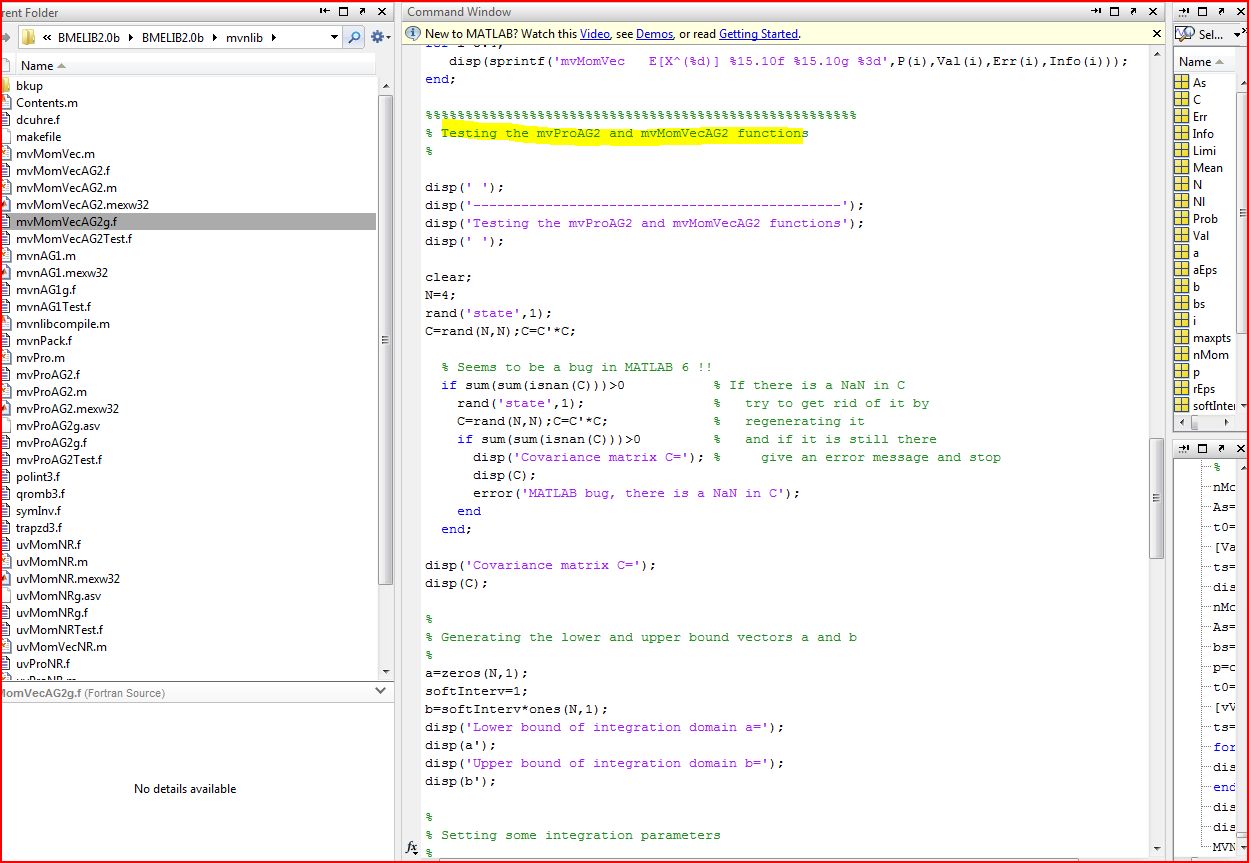 rent Folder
« BMELIB2.0b ▸ BMELIB2.0b ▸ mvnlib ▸
Name
bkup
Contents.m
dcuhre.f
makefile
mvMomVec.m
mvMomVecAG2.f
mvMomVecAG2.m
mvMomVecAG2.mexw32
mvMomVecAG2g.f
mvMomVecAG2Test.f
mvnAG1.m
mvnAG1.mexw32
mvnAG1g.f
mvnAG1Test.f
mvnlibcompile.m
mvnPack.f
mvPro.m
mvProAG2.f
mvProAG2.m
mvProAG2.mexw32
mvProAG2g.asv
mvProAG2g.f
mvProAG2Test.f
polint3.f
qromb3.f
symInv.f
trapzd3.f
uvMomNR.f
uvMomNR.m
uvMomNR.mexw32
uvMomNRg.asv
uvMomNRg.f
uvMomNRTest.f
uvMomVecNR.m
uvProNR.f
uvProNR.m
MomVecAG2g.f (Fortran Source)
No details available
Command Window
New to MATLAB? Watch this Video, see Demos, or read Getting Started.
disp(sprintf('mvMomVec   E[X^(%d)] %15.10f %15.10g %3d',P(i),Val(i),Err(i),Info(i)));
end;
%%%%%%%%%%%%%%%%%%%%%%%%%%%%%%%%%%%%%%%%%%%%%%%%%%%%%%
% Testing the mvProAG2 and mvMomVecAG2 functions
%
disp(' ');
disp('----------------------------------------------');
disp('Testing the mvProAG2 and mvMomVecAG2 functions');
disp(' ');
clear;
N=4;
rand('state',1);
C=rand(N,N);C=C'*C;
% Seems to be a bug in MATLAB 6 !!
if sum(sum(isnan(C)))>0           % If there is a NaN in C
rand('state',1);                %   try to get rid of it by
C=rand(N,N);C=C'*C;             %   regenerating it
if sum(sum(isnan(C)))>0         %   and if it is still there
disp('Covariance matrix C='); %     give an error message and stop
disp(C);
error('MATLAB bug, there is a NaN in C');
end
end;
disp('Covariance matrix C=');
disp(C);
%
% Generating the lower and upper bound vectors a and b
%
a=zeros(N,1);
softInterv=1;
b=softInterv*ones(N,1);
disp('Lower bound of integration domain a=');
disp(a');
disp('Upper bound of integration domain b=');
disp(b');
%
% Setting some integration parameters
%
fx
Sel...
Name
As
C
Err
Info
Limi
Mean
N
NI
Prob
Val
a
aEps
b
bs
i
maxpts
nMom
p
rEps
softInter
%
nMo
As=
t0=
[Va
ts=
dis
nMo
As=
bs=
p=c
t0=
[vV
ts=
for
dis
end
dis
dis
MVN